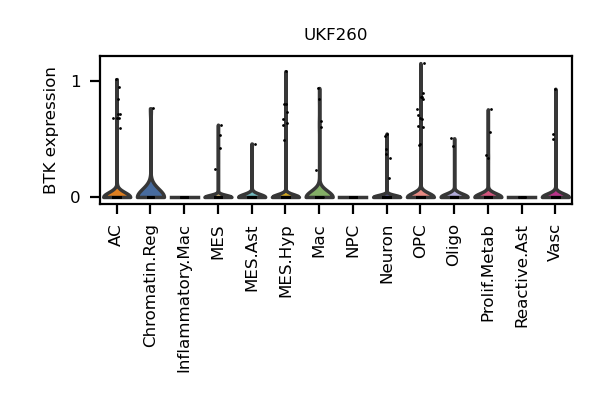 UKF260
BTK expression
1
0
AC
Chromatin.Reg
Inflammatory.Mac
MES
MES.Ast
MES.Hyp
Mac
NPC
Neuron
OPC
Oligo
Prolif.Metab
Reactive.Ast
Vasc